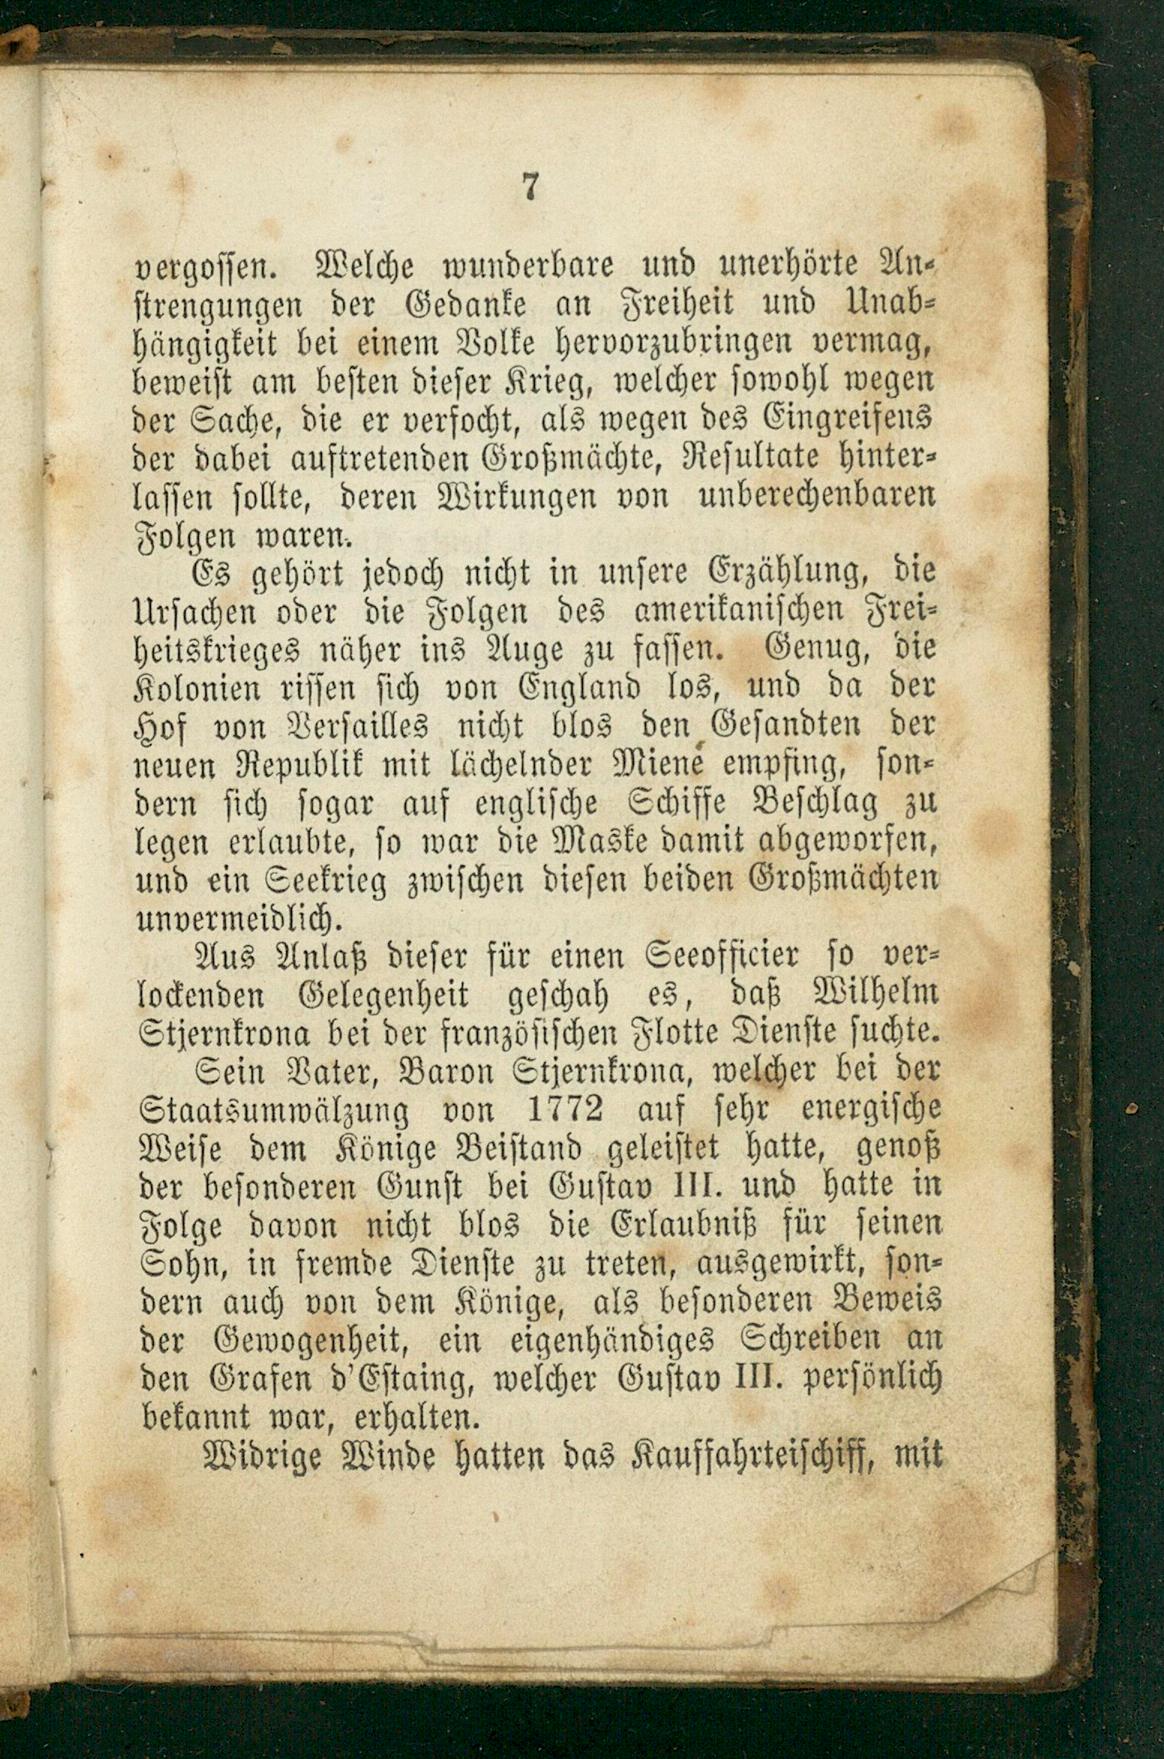 7
vergossen. Welche wunderbare und unerhörte An-
strengungen der Gedanke an Freiheit und Unab-
hängigkeit bei einem Volke hervorzubringen vermag,
beweist am besten dieser Krieg, welcher sowohl wegen
der Sache, die er verfocht, als wegen des Eingreifens
der dabei auftretenden Großmächte, Resultate hinter-
lassen sollte, deren Wirkungen von unberechenbaren
Folgen waren.
Es gehört jedoch nicht in unsere Erzählung, die
Ursachen oder die Folgen des amerikanischen Frei-
heitskrieges näher ins Auge zu fassen. Genug, die
Kolonien rissen sich von England los, und da der
Hof von Versailles nicht blos den Gesandten der
neuen Republik mit lächelnder Miene empfing, son-
dern sich sogar auf englische Schiffe Beschlag zu
legen erlaubte, so war die Maske damit abgeworfen,
und ein Seekrieg zwischen diesen beiden Großmächten
unvermeidlich.
Aus Anlaß dieser für einen Seeofficier so ver-
lockenden Gelegenheit geschah es, daß Wilhelm
Stjernkrona bei der französischen Flotte Dienste suchte.
Sein Vater, Baron Stjernkrona, welcher bei der
Staatsumwälzung von 1772 auf sehr energische
Weise dem Könige Beistand geleistet hatte, genoß
der besonderen Gunst bei Gustav III. und hatte in
Folge davon nicht blos die Erlaubniß für seinen
Sohn, in fremde Dienste zu treten, ausgewirkt, son-
dern auch von dem Könige, als besonderen Beweis
der Gewogenheit, ein eigenhändiges Schreiben an
den Grafen d'Estaing, welcher Gustav III. persönlich
bekannt war, erhalten.
Widrige Winde hatten das Kauffahrteischiff, mit